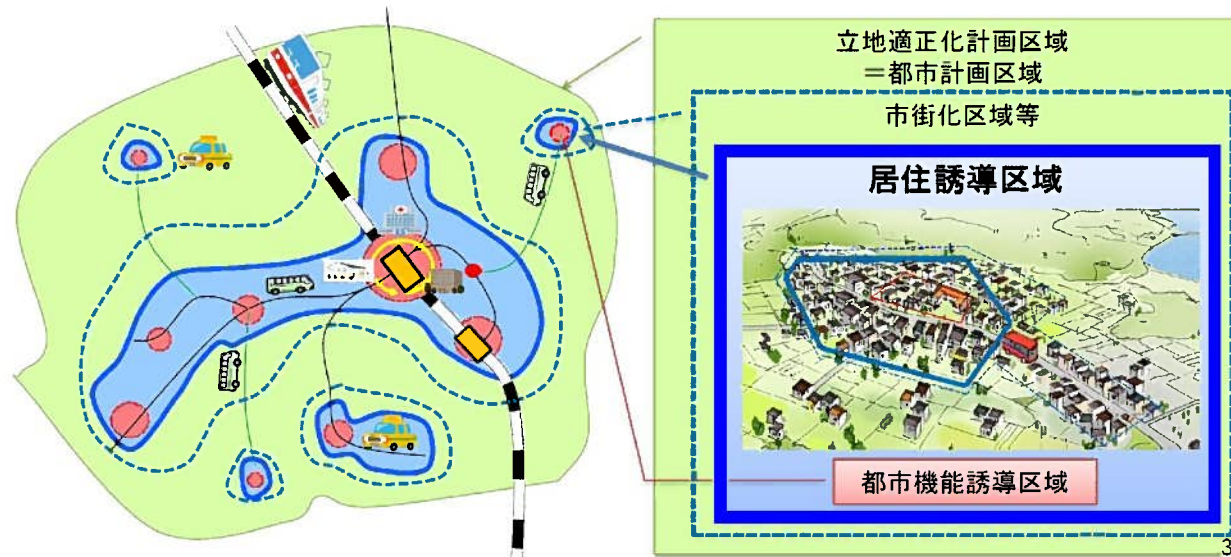 立地適正化計画区域
＝都市計画区域
市街化区域等
居住誘導区域
都市機能誘導区域
3